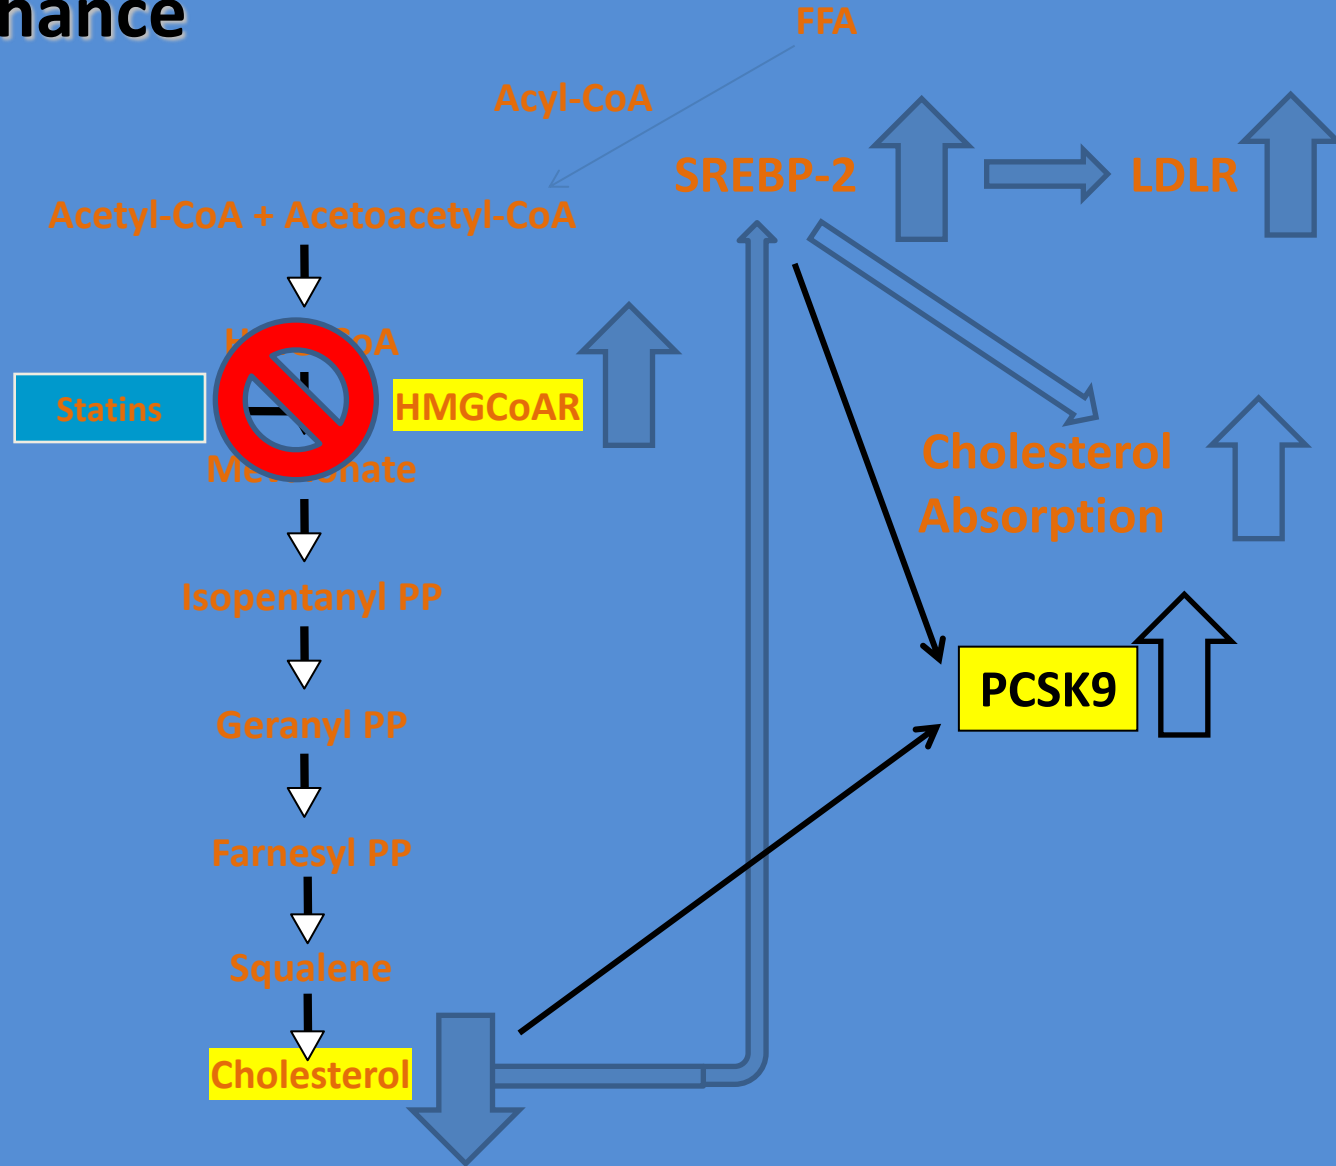 FFA
Acyl-CoA
SREBP-2
LDLR
Acetyl-CoA + Acetoacetyl-CoA
Statins
HMGCoAR
Cholesterol
Absorption
Isopentanyl PP
PCSK9
Geranyl PP
Farnesyl PP
Squalene
Cholesterol